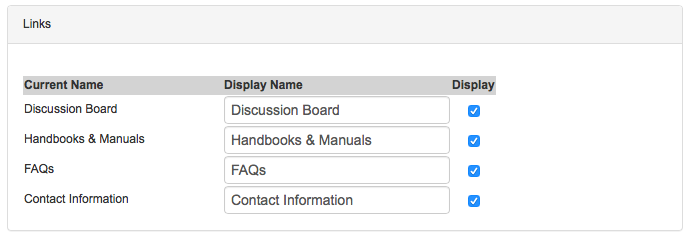 Links
Current Name Display Name Display
Discussion Board Discussion Board
Handbooks & Manuals Handbooks & Manuals
FAQs FAQs
Contact Information Contact Information